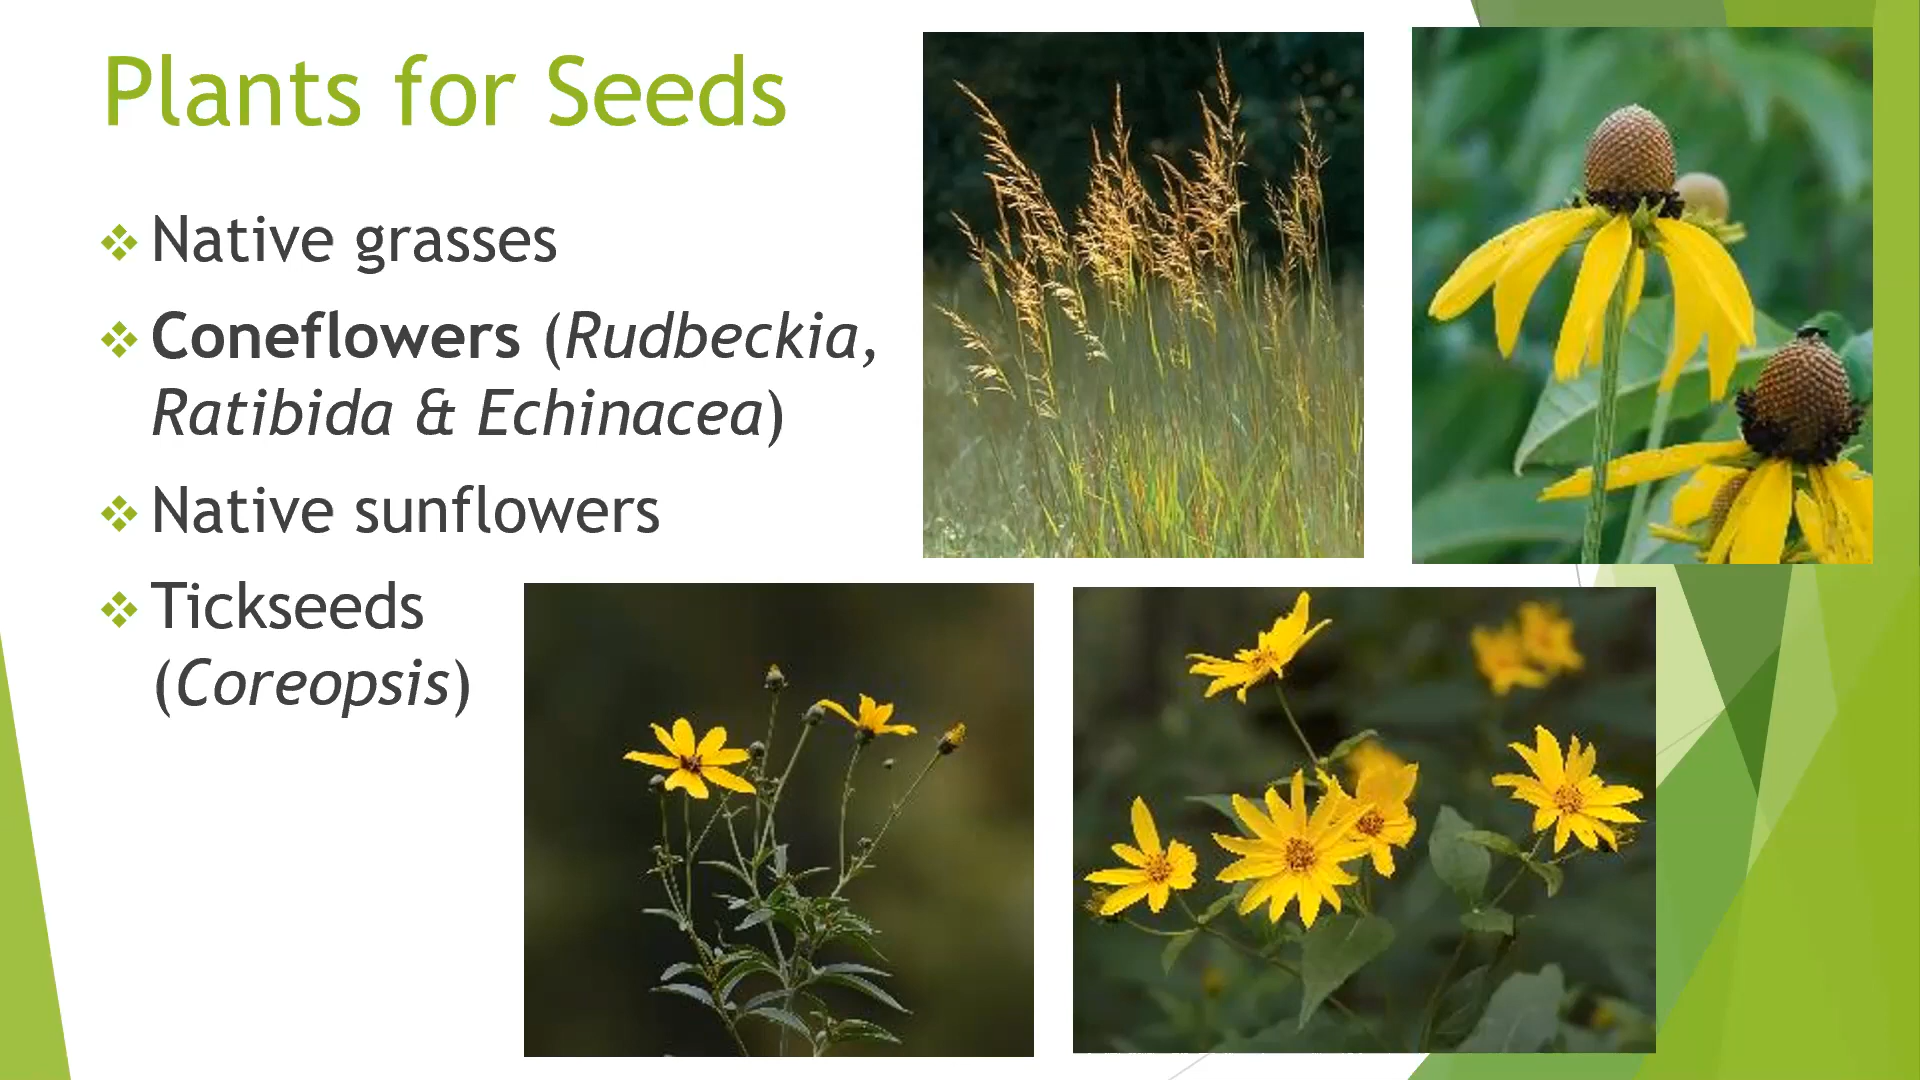 Plants for Seeds
Native grasses
Coneflowers (Rudbeckia,
Ratibida & Echinacea)
Native sunflowers
Tickseeds
(Coreopsis)